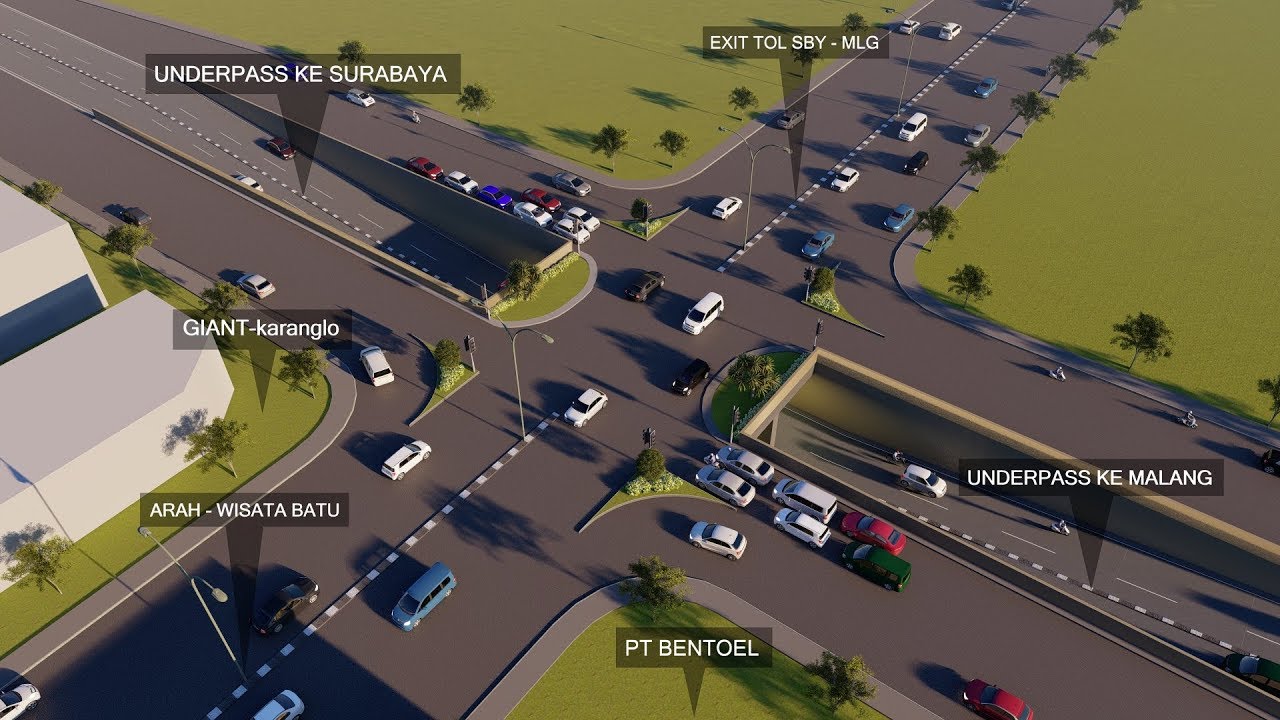 EXIT TOL SBY - MLG
UNDERPASS KE SURABAYA
GIANT-karanglo
UNDERPASS KE MALANG
ARAH - WISATA BATU
PT BENTOEL